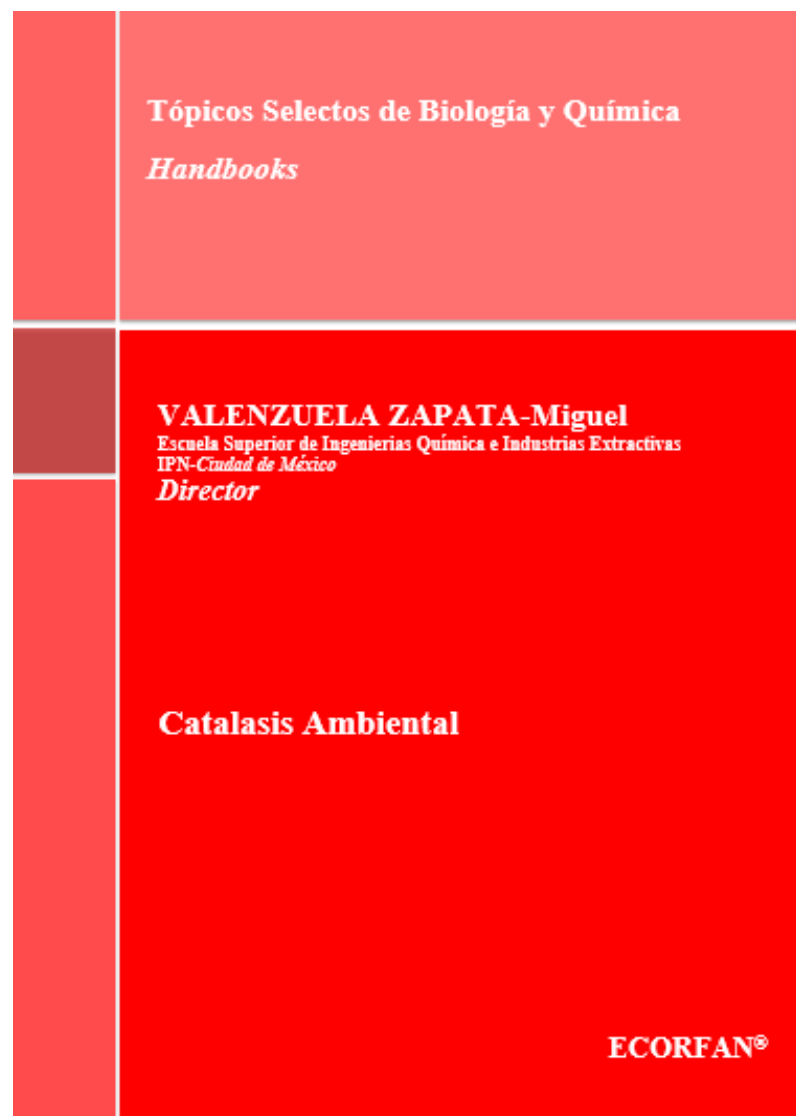 Tópicos Selectos de Biología y Química
Handbooks
VALENZUELA ZAPATA-Miguel
Escuela Superior de Ingenierias Química e Industrias Extractivas
IPN-Ciudad de México
Director
Catalasis Ambiental
ECORFAN®